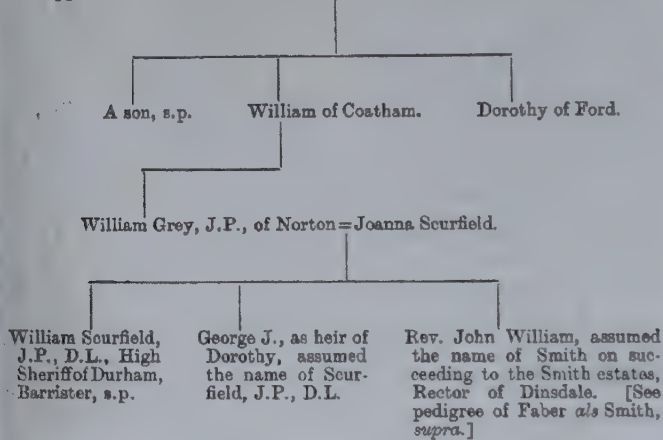 A son, s.p. William of Coatham. Dorothy of Ford.
William Grey, J.P., of Norton=Joanna Scurfield.
William Scurfield,
J.P., D.L., High
Sheriff of Durham,
Barrister, s.p.
George J., as heir of
Dorothy, assumed
the name of Scur-
field, J.P., D.L.
Rev. John William, assumed
the name of Smith on suc-
ceeding to the Smith estates,
Rector of Dinsdale. [See
pedigree of Faber als Smith,
supra.]